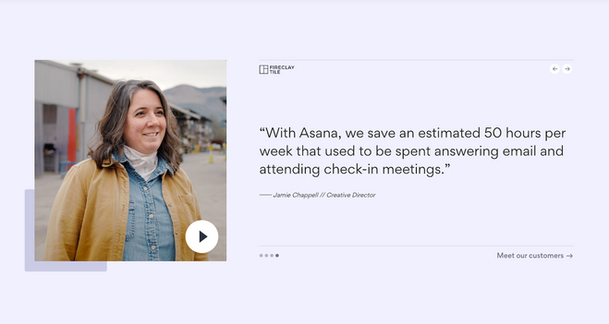 FIRECLAY
TILE
“With Asana, we save an estimated 50 hours per
week that used to be spent answering email and
attending check-in meetings.”
—— Jamie Chappell // Creative Director
Meet our customers →